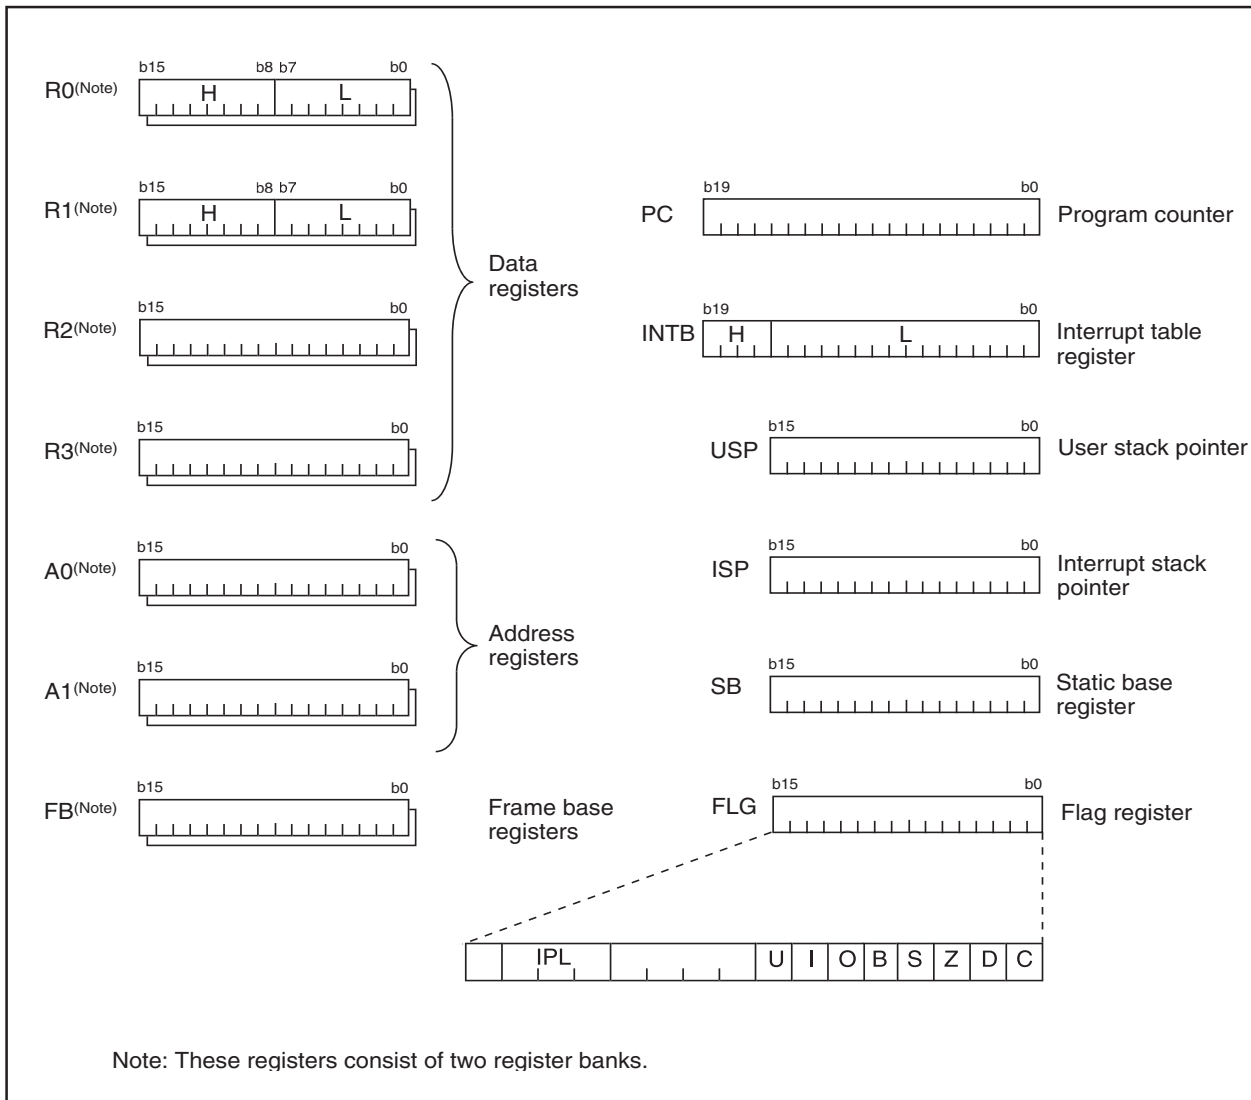 b15 b8 b7 b0
R0(Note) H L
b15 b8 b7 b0
R1(Note) H L
Data
registers
b15 b0
R2(Note)
b15 b0
R3(Note)
b15 b0
A0(Note)
Address
registers
b15 b0
A1(Note)
b15 b0
FB(Note)
Frame base
registers
b19 b0
PC Program counter
b19 b0
INTB H L Interrupt table
register
b15 b0
USP User stack pointer
b15 b0
ISP Interrupt stack
pointer
b15 b0
SB Static base
register
b15 b0
FLG Flag register
IPL U I O B S Z D C
Note: These registers consist of two register banks.